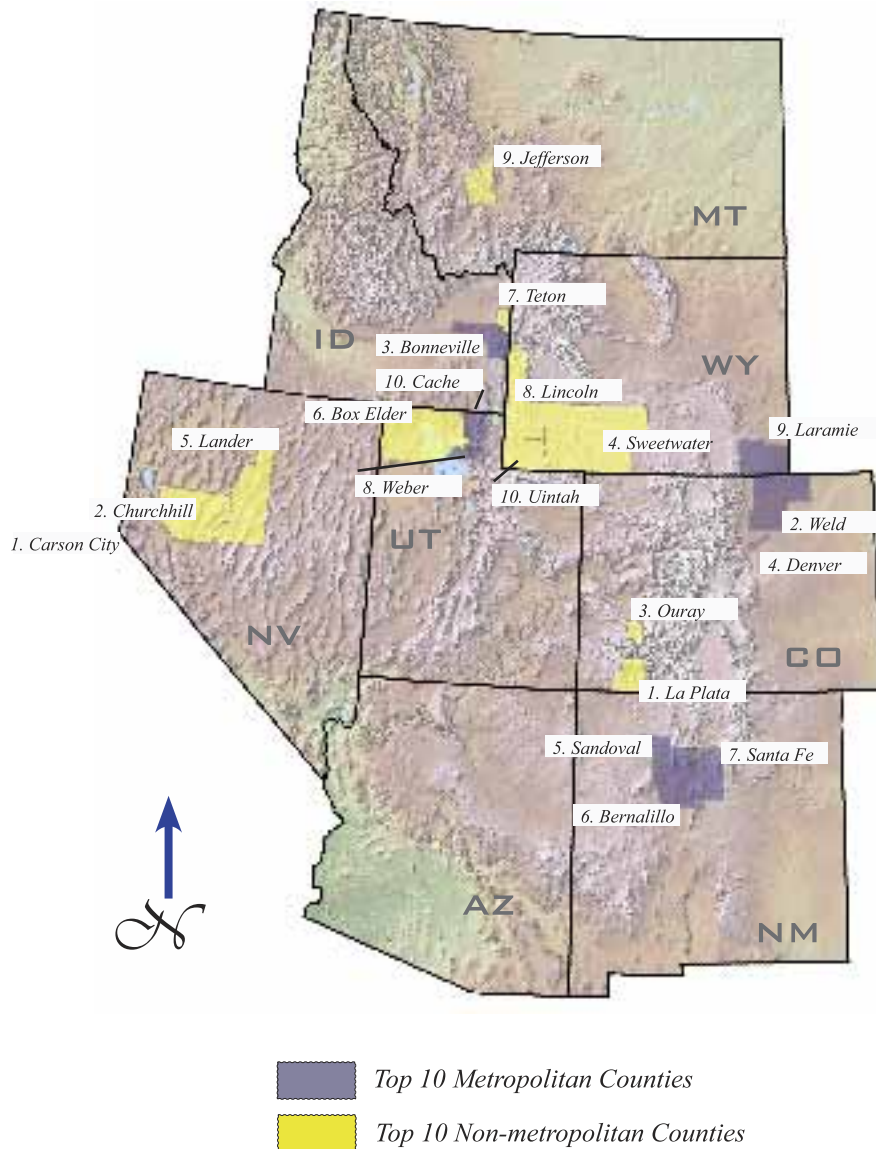 9. Jefferson
MT
7. Teton
ID
3. Bonneville
WY
10. Cache
8. Lincoln
6. Box Elder
5. Lander
4. Sweetwater
9. Laramie
8. Weber
10. Uintah
2. Churchhill
2. Weld
1. Carson City
UT
4. Denver
3. Ouray
NV
CO
1. La Plata
5. Sandoval
7. Santa Fe
6. Bernalillo
AZ
N
NM
Top 10 Metropolitan Counties
Top 10 Non-metropolitan Counties